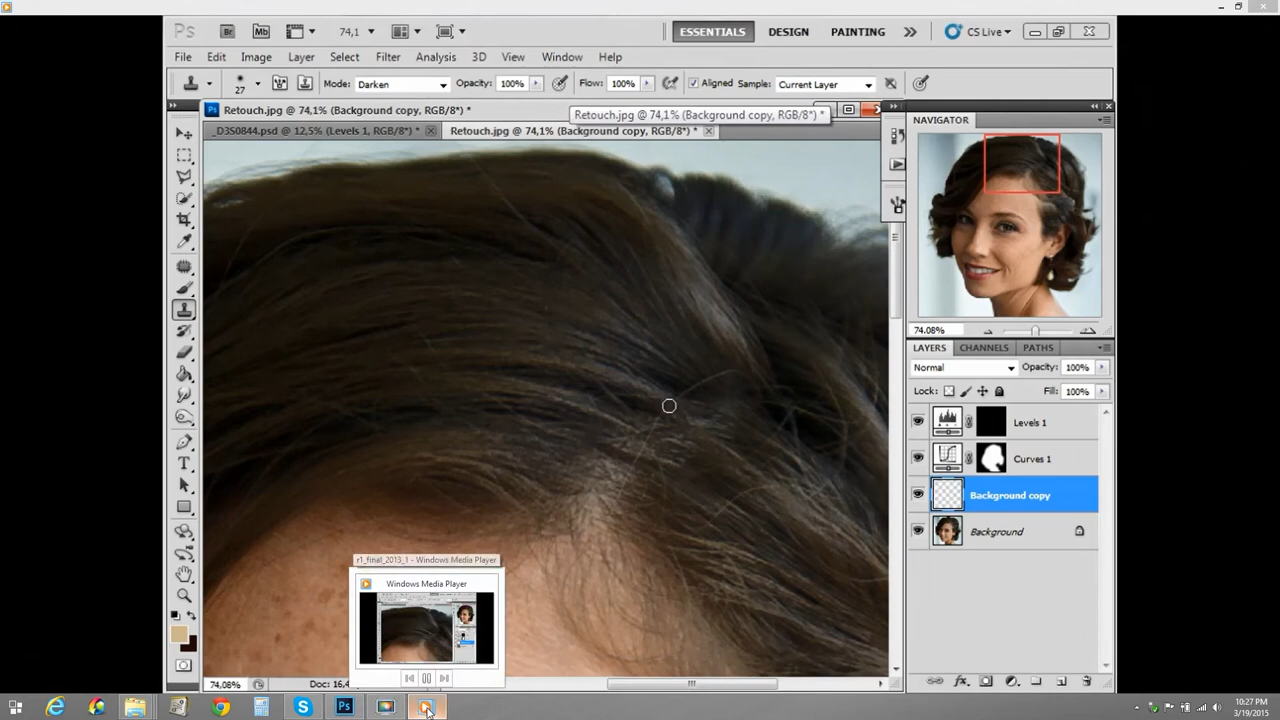 Ps Br Mb 74,1 ESSENTIALS DESIGN PAINTING CS Live
File Edit Image Layer Select Filter Analysis 3D View Window Help
27 Mode: Darken Opacity: 100% Flow: 100% Aligned Sample: Current Layer
Retouch.jpg @ 74,1% (Background copy, RGB/8*) *
Retouch.jpg @ 74,1% (Background copy, RGB/8*) *
_D3S0844.psd @ 12,5% (Levels 1, RGB/8*) *
Retouch.jpg @ 74,1% (Background copy, RGB/8*) *
NAVIGATOR
74.08%
LAYERS CHANNELS PATHS
Normal Opacity: 100%
Lock: Fill: 100%
Levels 1
Curves 1
Background copy
Background
r1_final_2013_1 - Windows Media Player
Windows Media Player
74,08% Doc: 16,4
10:27 PM
3/19/2015